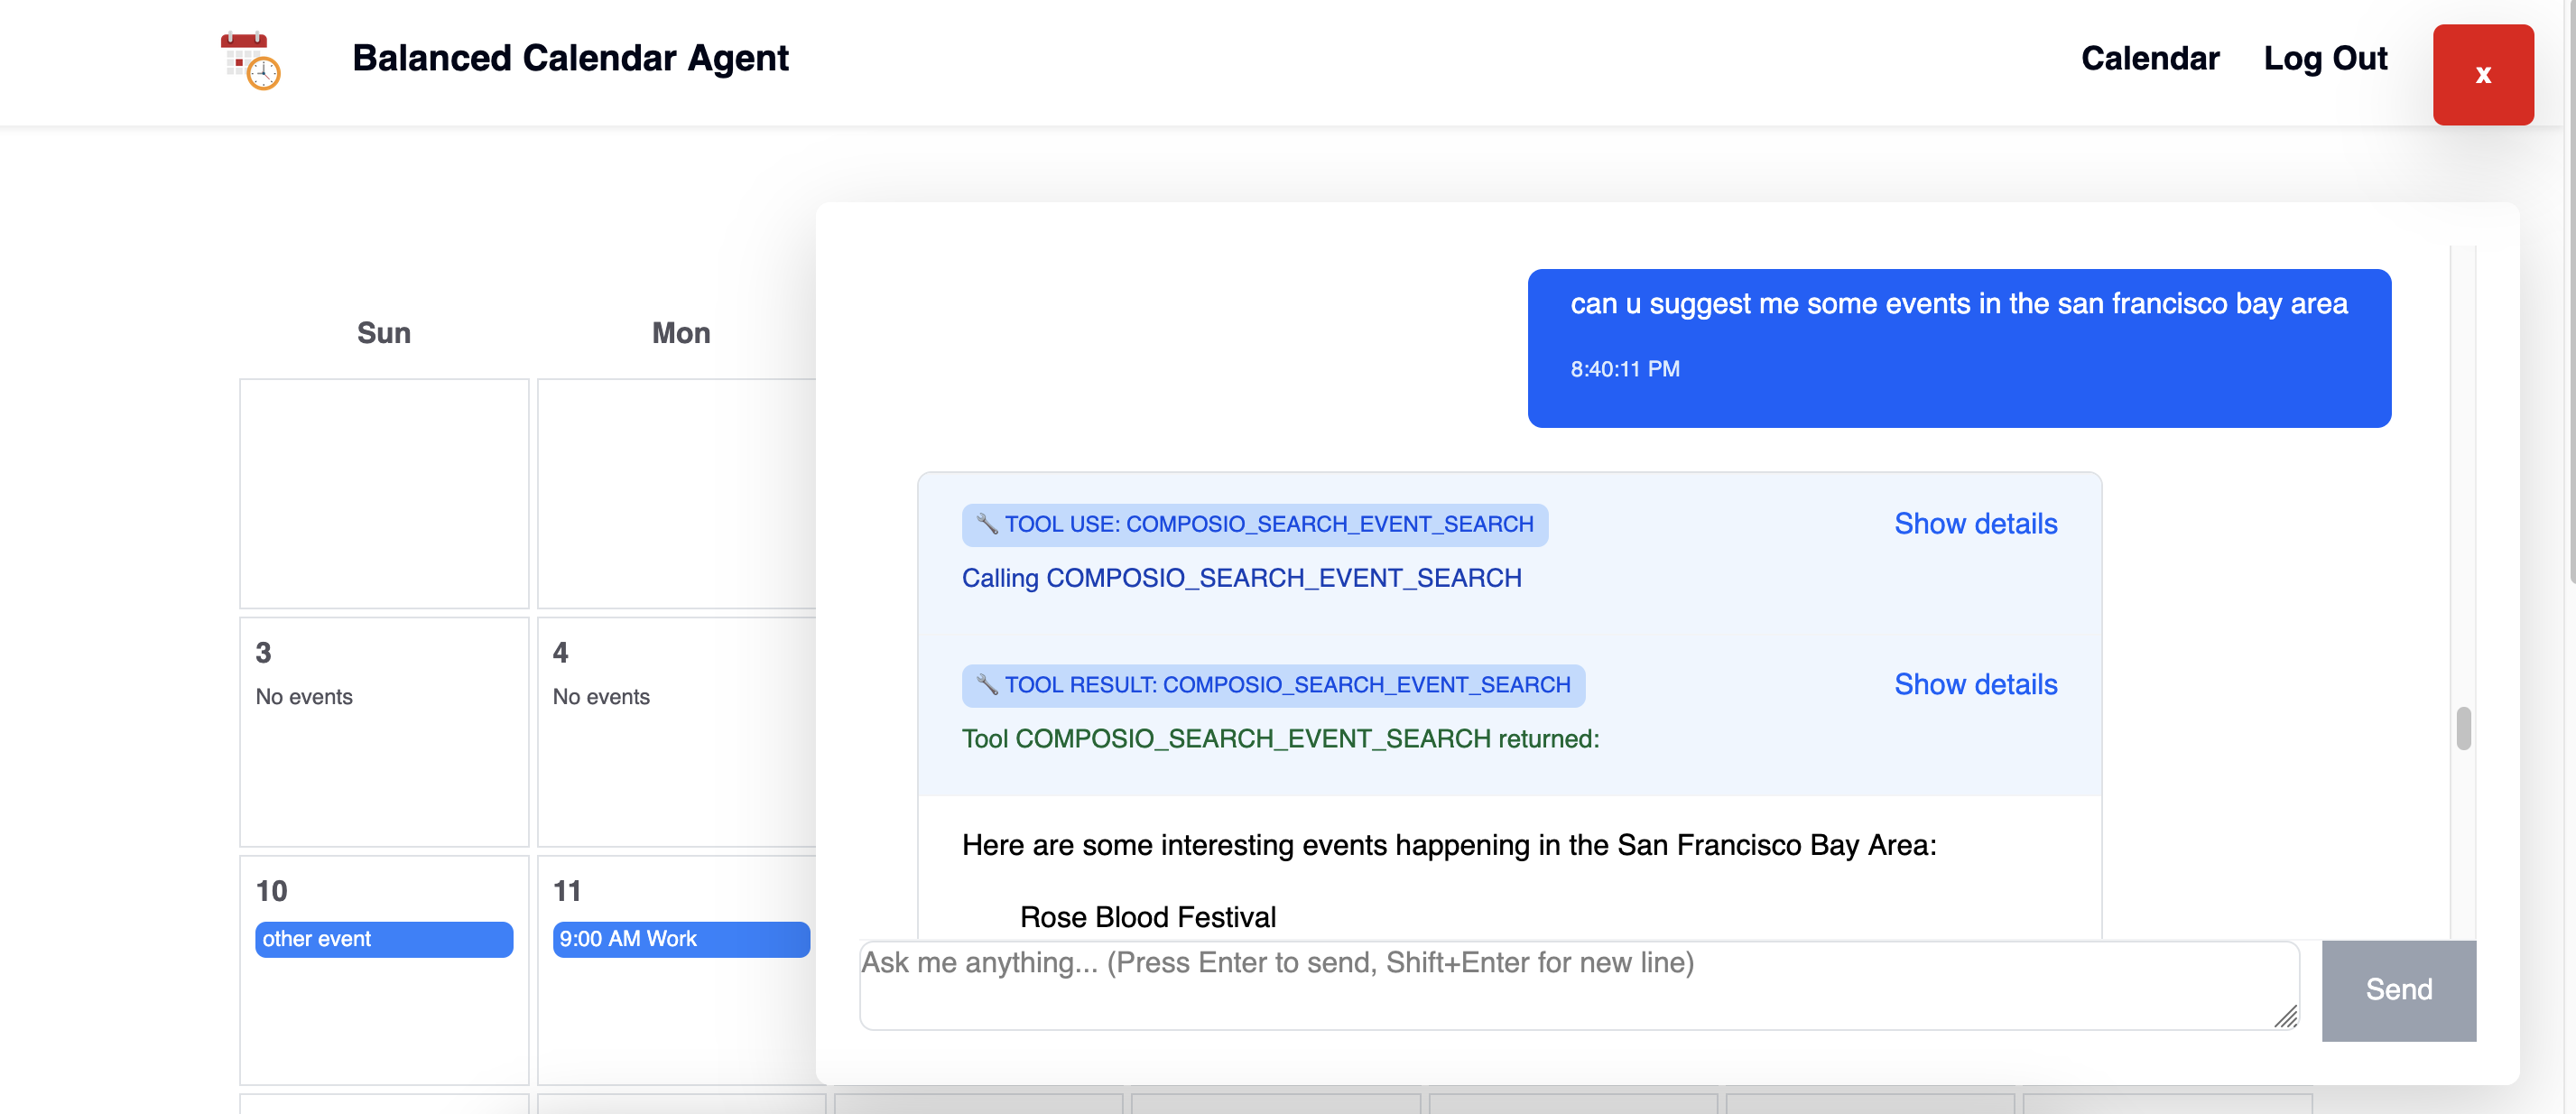 Balanced Calendar Agent
Calendar
Log Out
x
Sun
Mon
3
No events
4
No events
10
other event
11
9:00 AM Work
can u suggest me some events in the san francisco bay area
8:40:11 PM
TOOL USE: COMPOSIO_SEARCH_EVENT_SEARCH
Show details
Calling COMPOSIO_SEARCH_EVENT_SEARCH
TOOL RESULT: COMPOSIO_SEARCH_EVENT_SEARCH
Show details
Tool COMPOSIO_SEARCH_EVENT_SEARCH returned:
Here are some interesting events happening in the San Francisco Bay Area:
Rose Blood Festival
Ask me anything... (Press Enter to send, Shift+Enter for new line)
Send